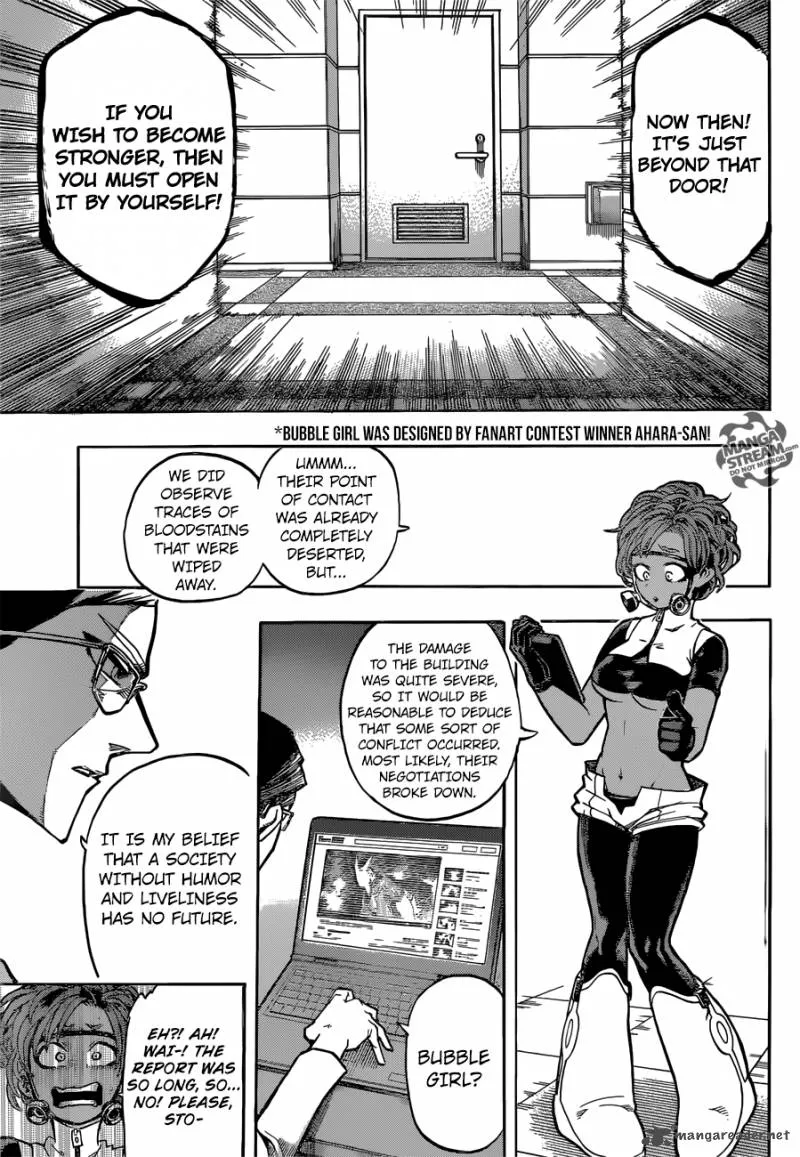 NOW THEN!
IT'S JUST
BEYOND THAT
DOOR!
IF YOU
WISH TO BECOME
STRONGER, THEN
YOU MUST OPEN
IT BY YOURSELF!
*BUBBLE GIRL WAS DESIGNED BY FANART CONTEST WINNER AHARA-SAN!
MANGA
STREAM.COM
DO NOT MIRROR
UMMM...
THEIR POINT
OF CONTACT
WAS ALREADY
COMPLETELY
DESERTED,
BUT...
WE DID
OBSERVE
TRACES OF
BLOODSTAINS
THAT WERE
WIPED
AWAY.
THE DAMAGE
TO THE BUILDING
WAS QUITE SEVERE,
SO IT WOULD BE
REASONABLE TO DEDUCE
THAT SOME SORT OF
CONFLICT OCCURRED.
MOST LIKELY, THEIR
NEGOTIATIONS
BROKE DOWN.
BUBBLE
GIRL?
IT IS MY BELIEF
THAT A SOCIETY
WITHOUT HUMOR
AND LIVELINESS
HAS NO FUTURE.
EH?! AH!
WAI-! THE
REPORT WAS
SO LONG, SO...
NO! PLEASE,
STO-
mangareader.net